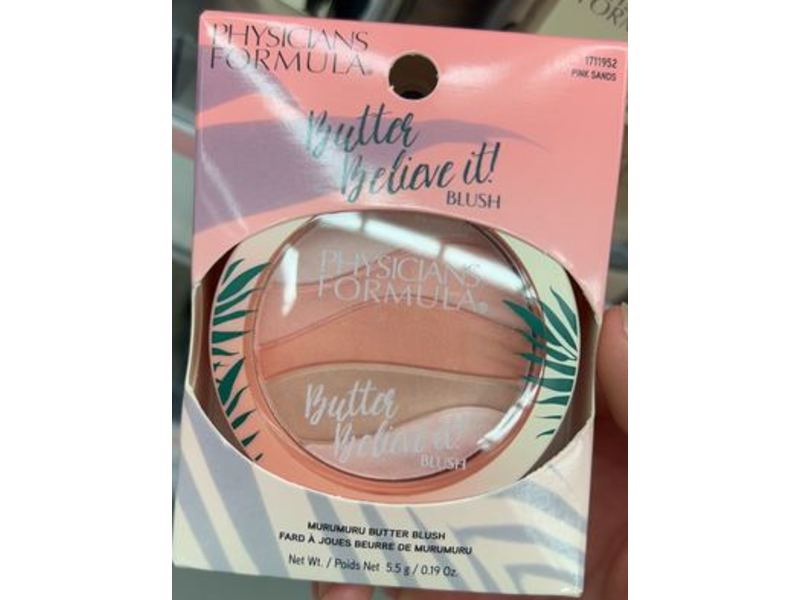 PHYSICIANS
FORMULA®
1711952
PINK SANDS
Butter
Believe it!
BLUSH
PHYSICIANS
FORMULA®
Butter
Believe it!
BLUSH
MURUMURU BUTTER BLUSH
FARD À JOUES BEURRE DE MURUMURU
Net Wt. / Poids Net 5.5 g / 0.19 Oz.